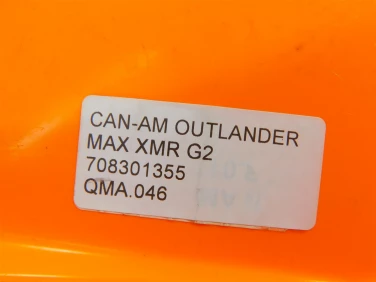 CAN-AM OUTLANDER
MAX XMR G2
708301355
QMA.046